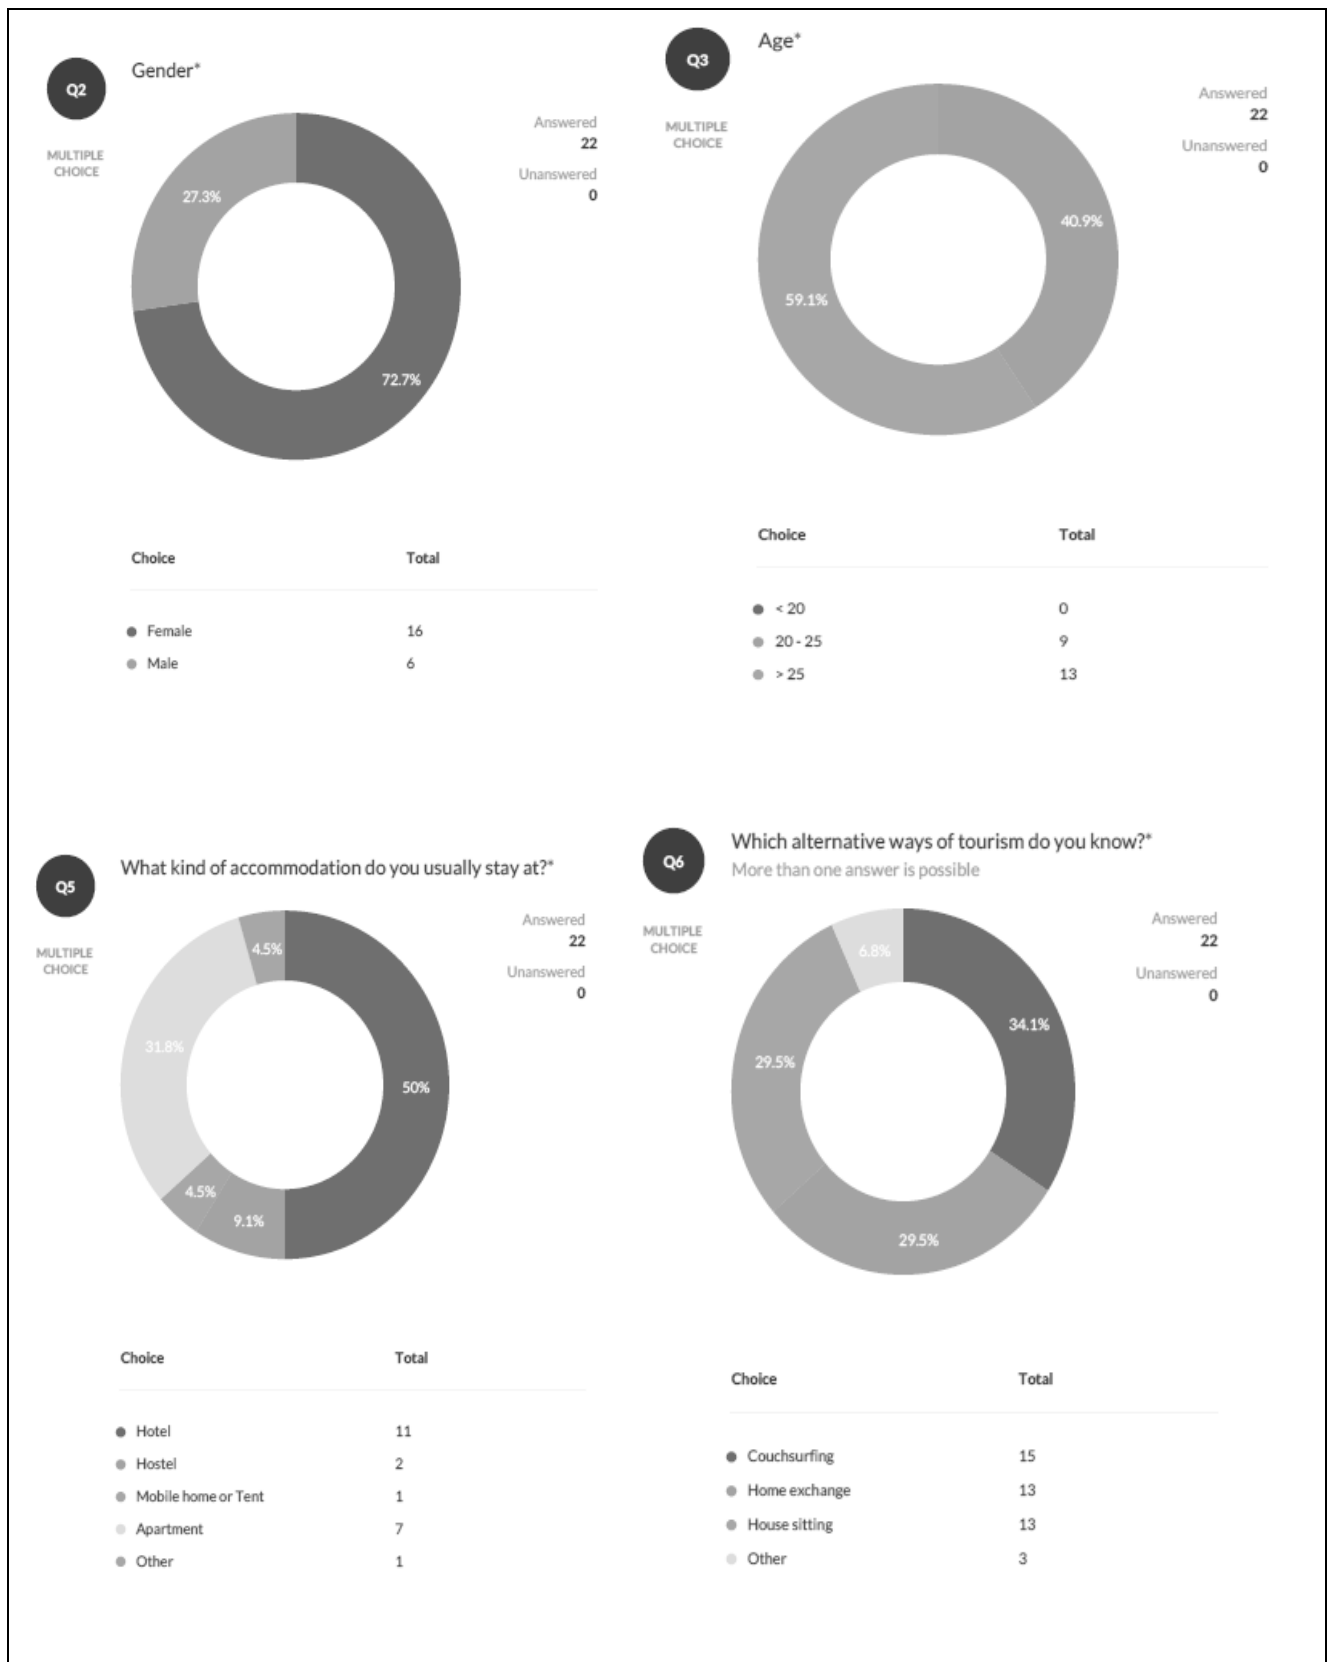 Q2
Gender*
MULTIPLE
CHOICE
Answered
22
Unanswered
0
27.3%
72.7%
Choice Total
Female 16
Male 6
Q3
Age*
MULTIPLE
CHOICE
Answered
22
Unanswered
0
40.9%
59.1%
Choice Total
< 20 0
20 - 25 9
> 25 13
Q5
What kind of accommodation do you usually stay at?*
MULTIPLE
CHOICE
Answered
22
Unanswered
0
4.5%
31.8%
50%
4.5%
9.1%
Choice Total
Hotel 11
Hostel 2
Mobile home or Tent 1
Apartment 7
Other 1
Q6
Which alternative ways of tourism do you know?*
More than one answer is possible
MULTIPLE
CHOICE
Answered
22
Unanswered
0
6.8%
34.1%
29.5%
29.5%
Choice Total
Couchsurfing 15
Home exchange 13
House sitting 13
Other 3